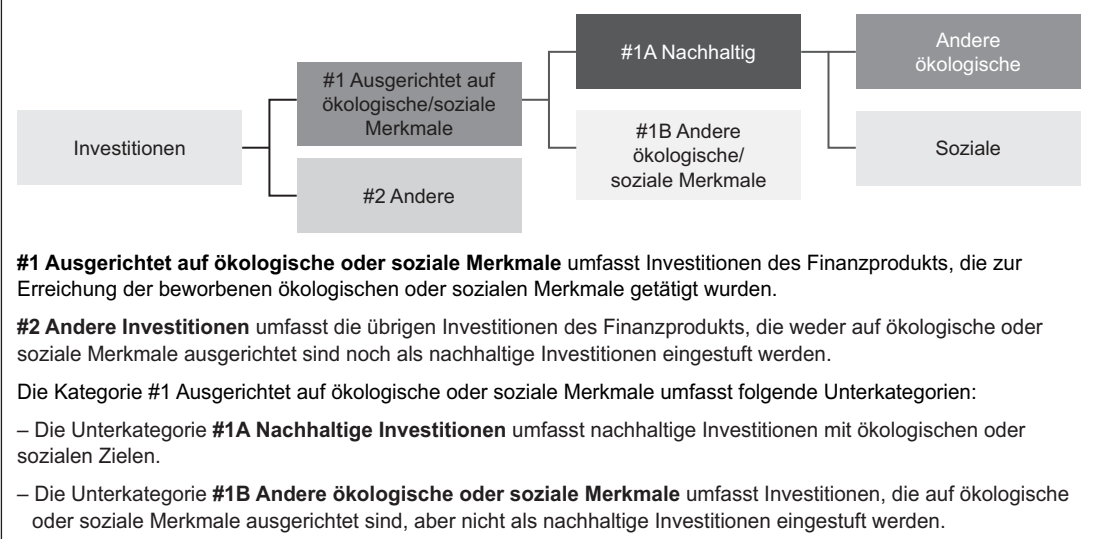 Investitionen
#1 Ausgerichtet auf
ökologische/soziale
Merkmale
#2 Andere
#1A Nachhaltig
#1B Andere
ökologische/
soziale Merkmale
Andere
ökologische
Soziale
#1 Ausgerichtet auf ökologische oder soziale Merkmale umfasst Investitionen des Finanzprodukts, die zur
Erreichung der beworbenen ökologischen oder sozialen Merkmale getätigt wurden.
#2 Andere Investitionen umfasst die übrigen Investitionen des Finanzprodukts, die weder auf ökologische oder
soziale Merkmale ausgerichtet sind noch als nachhaltige Investitionen eingestuft werden.
Die Kategorie #1 Ausgerichtet auf ökologische oder soziale Merkmale umfasst folgende Unterkategorien:
– Die Unterkategorie #1A Nachhaltige Investitionen umfasst nachhaltige Investitionen mit ökologischen oder
sozialen Zielen.
– Die Unterkategorie #1B Andere ökologische oder soziale Merkmale umfasst Investitionen, die auf ökologische
oder soziale Merkmale ausgerichtet sind, aber nicht als nachhaltige Investitionen eingestuft werden.